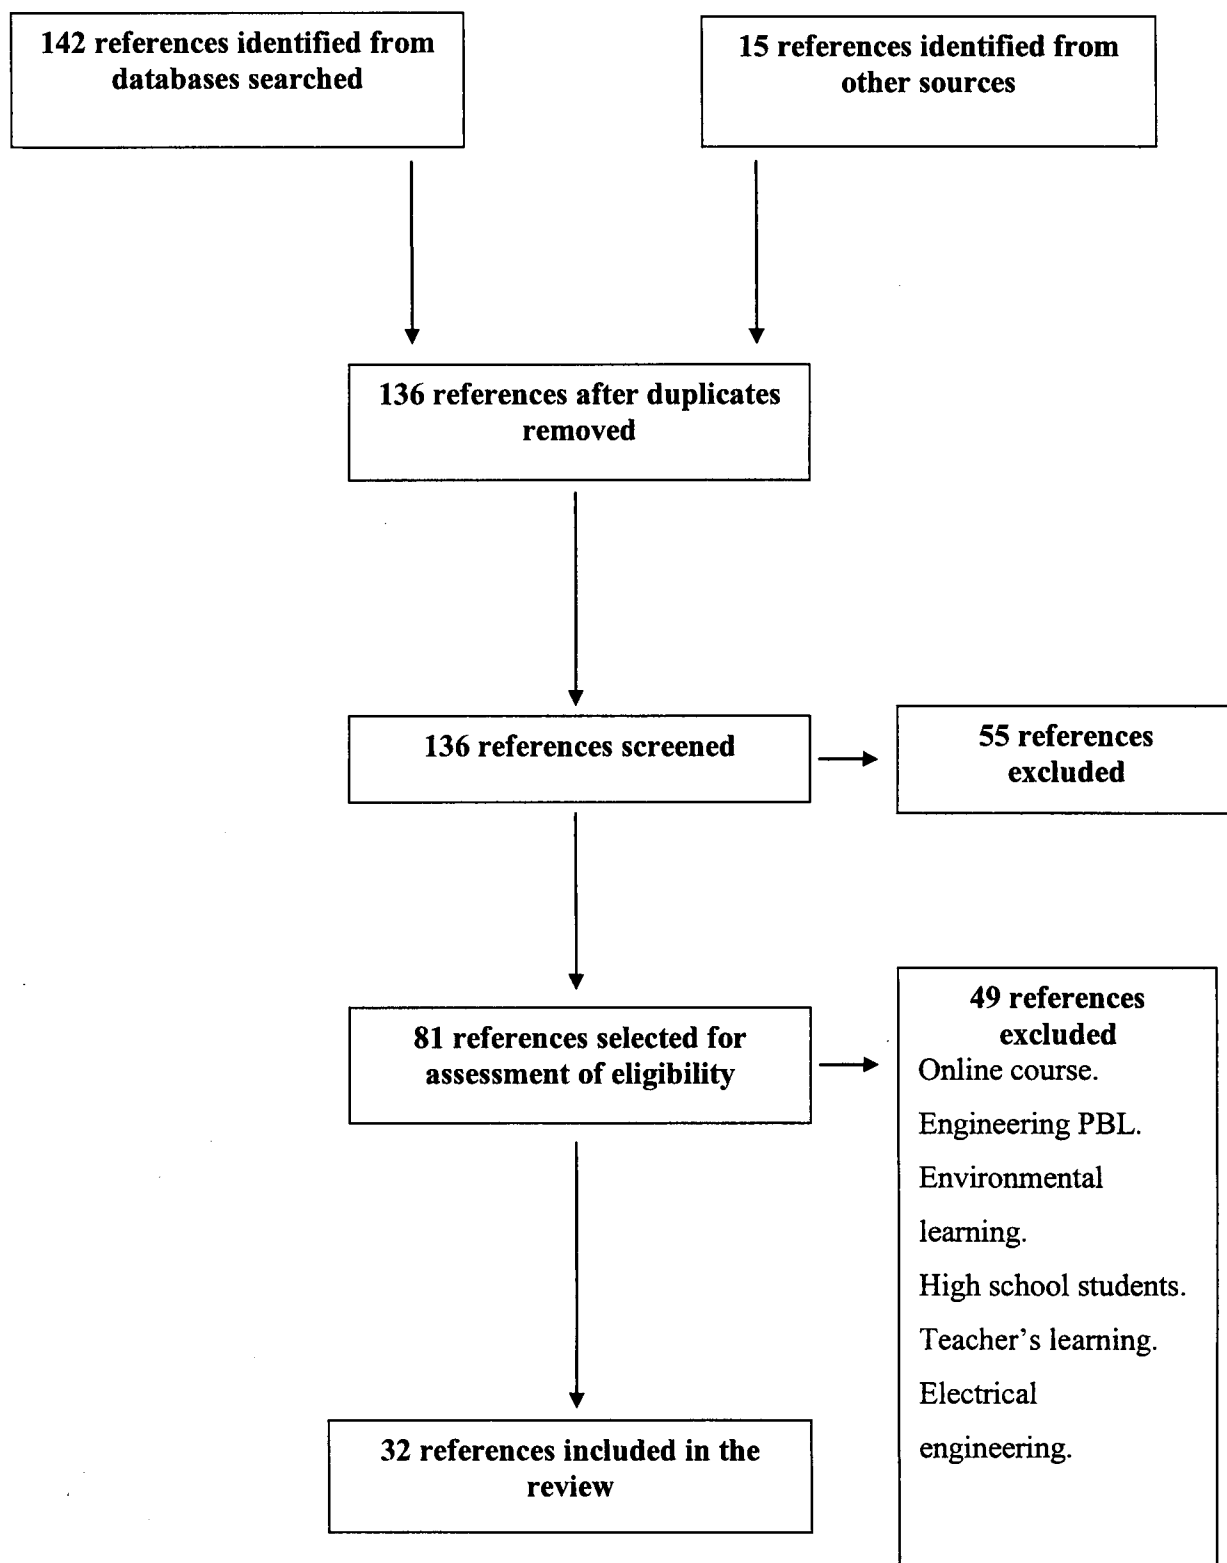 142 references identified from
databases searched
15 references identified from
other sources
136 references after duplicates
removed
136 references screened
55 references
excluded
81 references selected for
assessment of eligibility
49 references
excluded
Online course.
Engineering PBL.
Environmental
learning.
High school students.
Teacher's learning.
Electrical
engineering.
32 references included in the
review